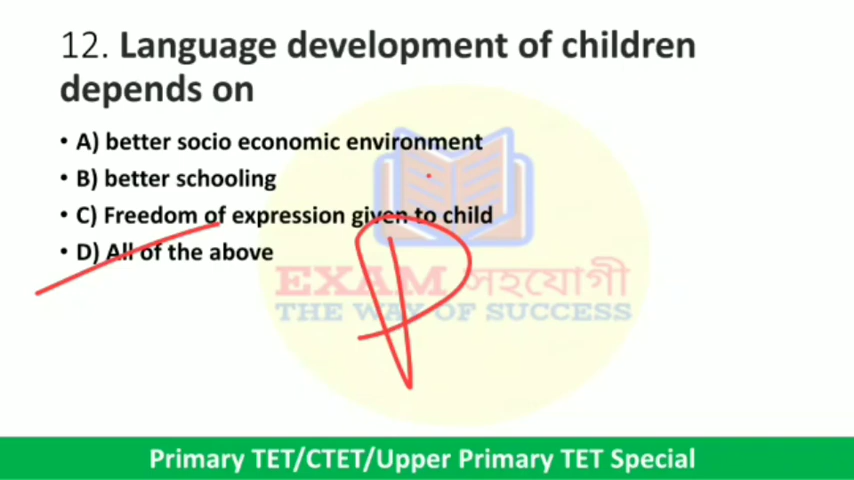 12. Language development of children
depends on
• A) better socio economic environment
• B) better schooling
• C) Freedom of expression given to child
• D) All of the above
EXAM সহযোগী
THE WAY OF SUCCESS
Primary TET/CTET/Upper Primary TET Special